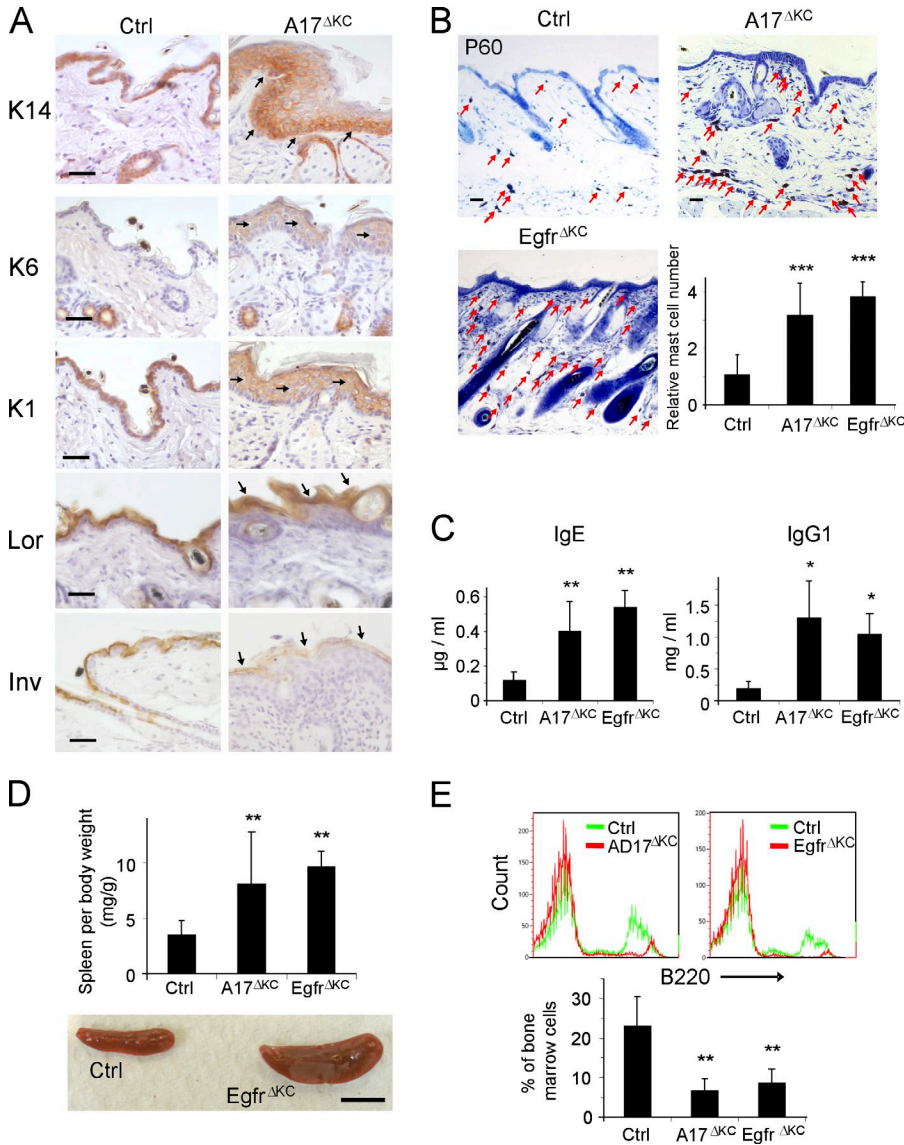 A
Ctrl
A17ΔKC
K14
K6
K1
Lor
Inv
B
Ctrl
A17ΔKC
P60
EgfrΔKC
Relative mast cell number
4
2
0
***
***
Ctrl
A17ΔKC
EgfrΔKC
C
IgE
µg / ml
0.6
0.4
0.2
0
**
**
Ctrl
A17ΔKC
EgfrΔKC
IgG1
mg / ml
1.5
1.0
0.5
0
*
*
Ctrl
A17ΔKC
EgfrΔKC
D
Spleen per body weight
(mg/g)
10
5
0
**
**
Ctrl
A17ΔKC
EgfrΔKC
Ctrl
EgfrΔKC
E
Count
200
150
100
50
0
Ctrl
AD17ΔKC
200
150
100
50
0
Ctrl
EgfrΔKC
B220
% of bone
marrow cells
30
20
10
0
**
**
Ctrl
A17ΔKC
Egfr ΔKC